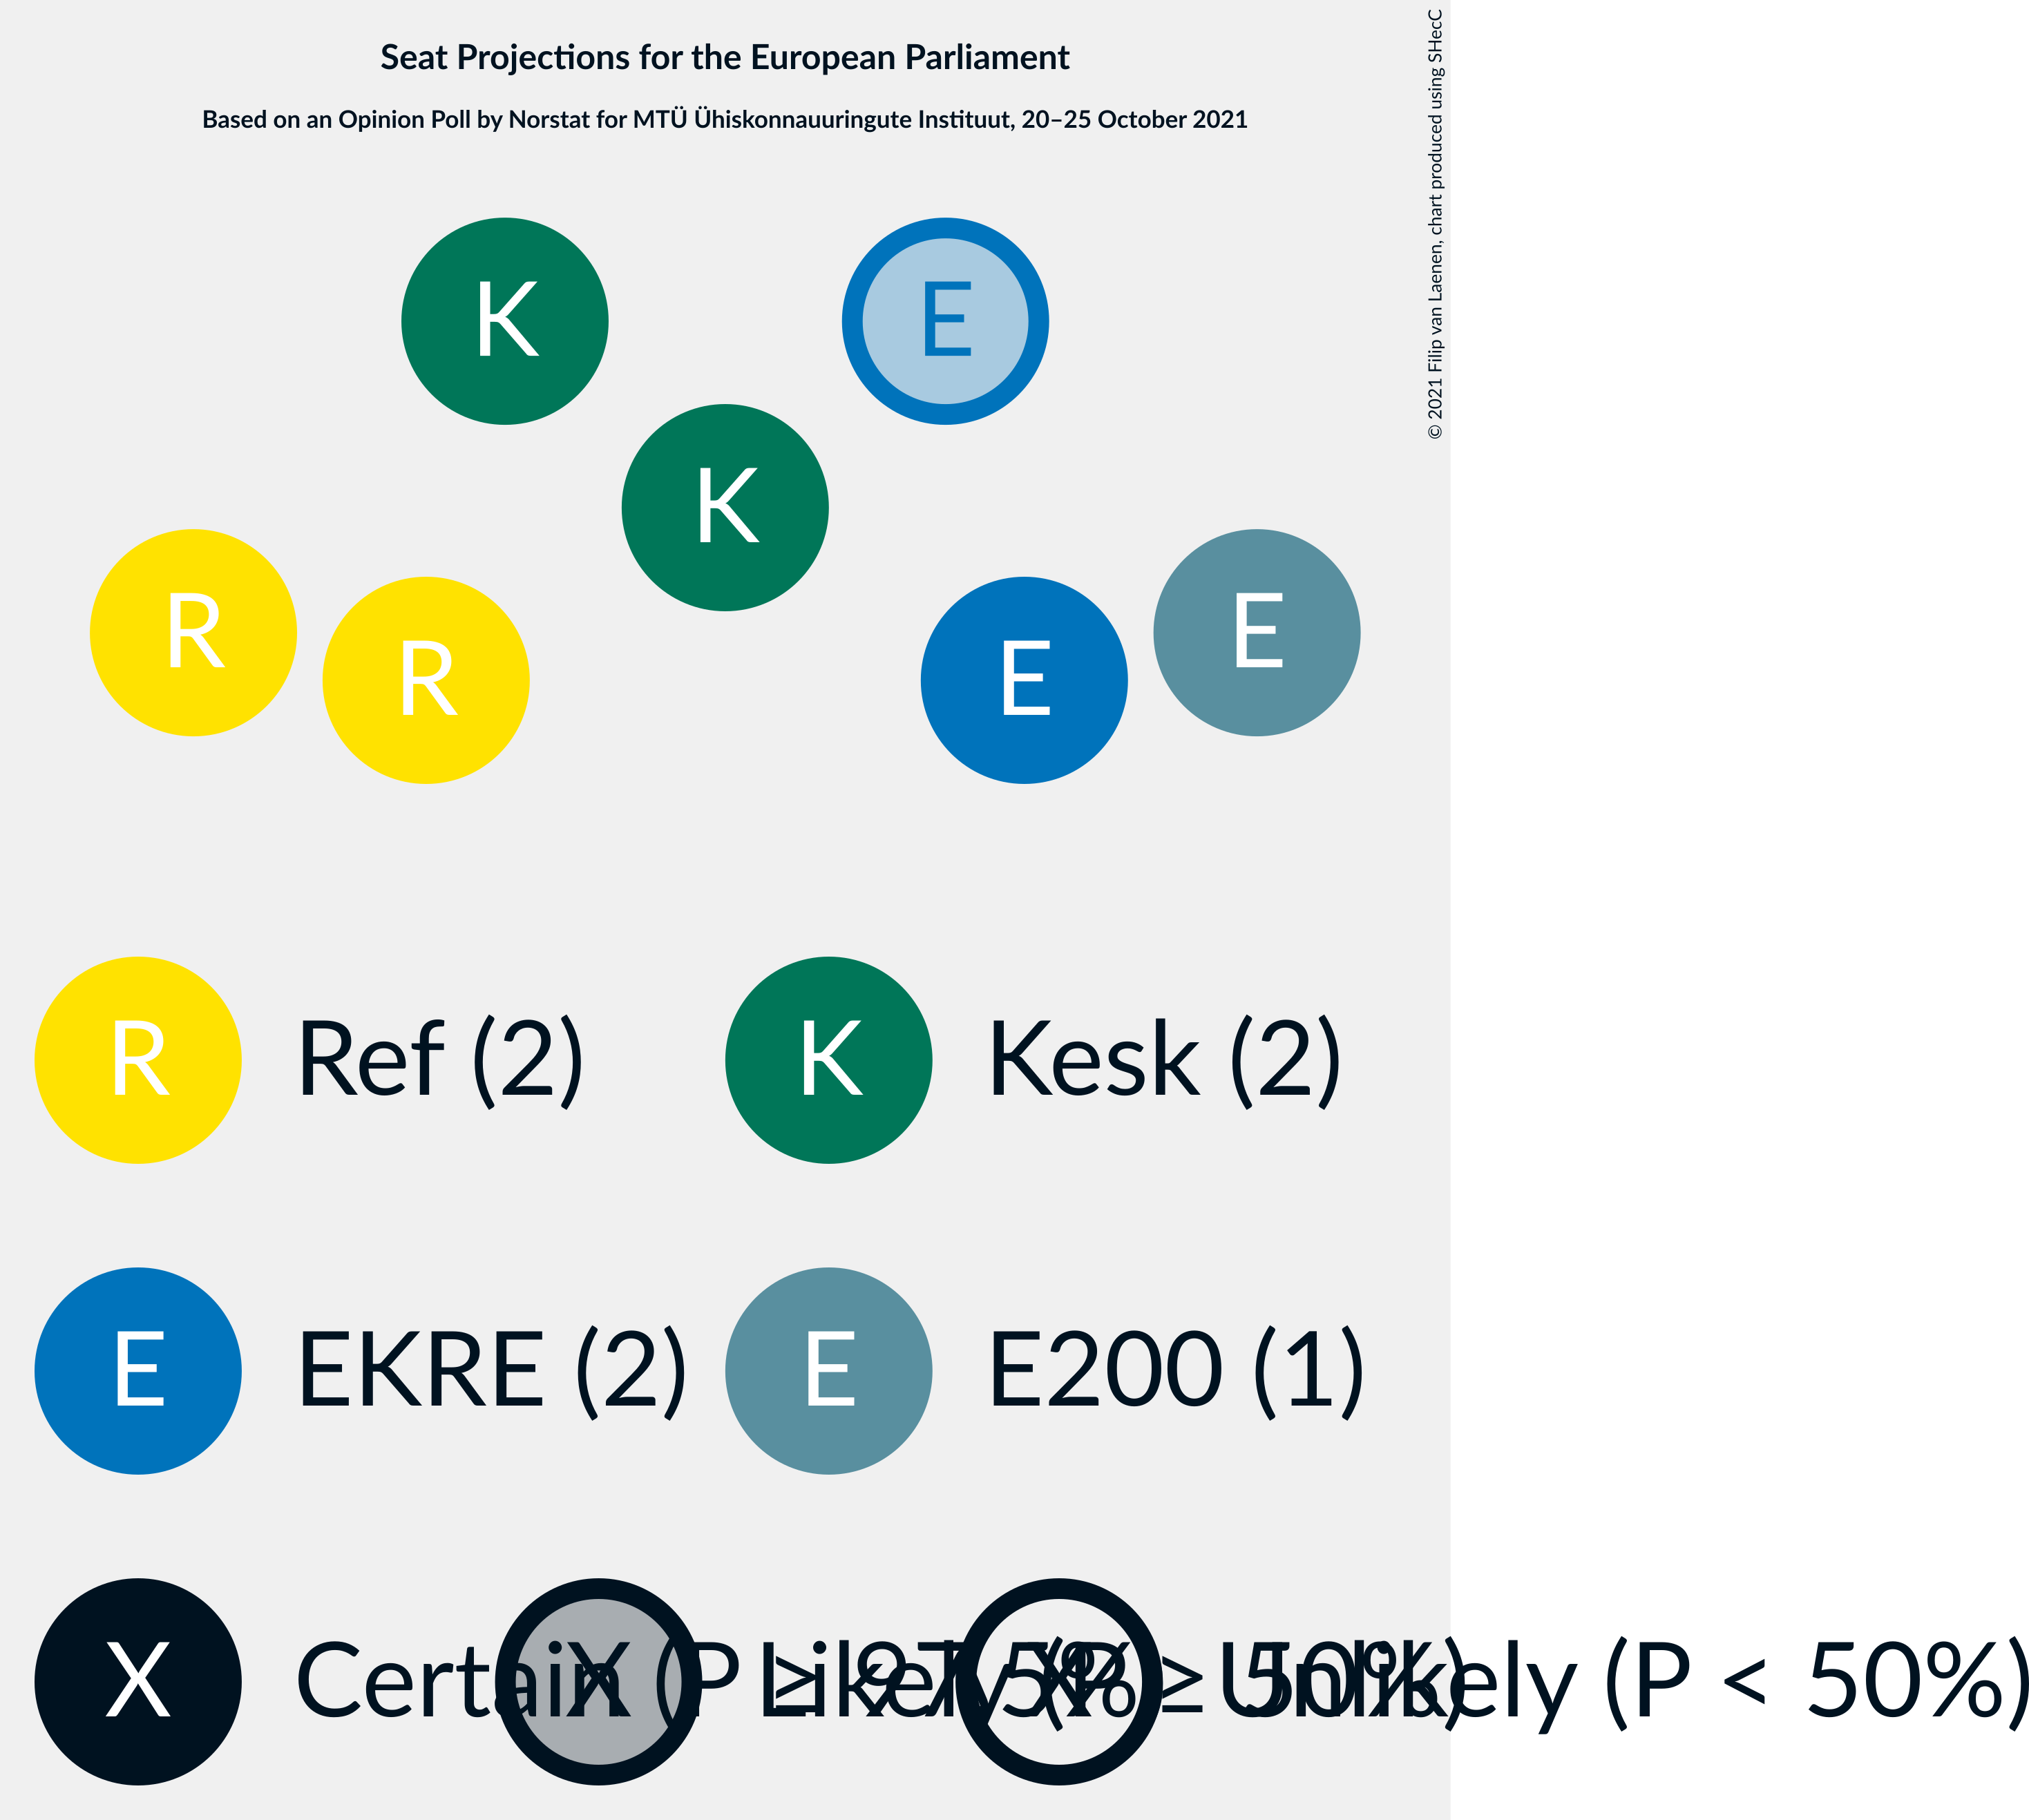 Seat Projections for the European Parliament
Based on an Opinion Poll by Norstat for MTÜ Ühiskonnauuringute Instituut, 20–25 October 2021
© 2021 Filip van Laenen, chart produced using SHecC
K
E
K
R
E
R
E
R Ref (2)
K Kesk (2)
E EKRE (2)
E E200 (1)
X Certain (P ≥ 95%)
X Likely (P ≥ 50%)
X Unlikely (P < 50%)